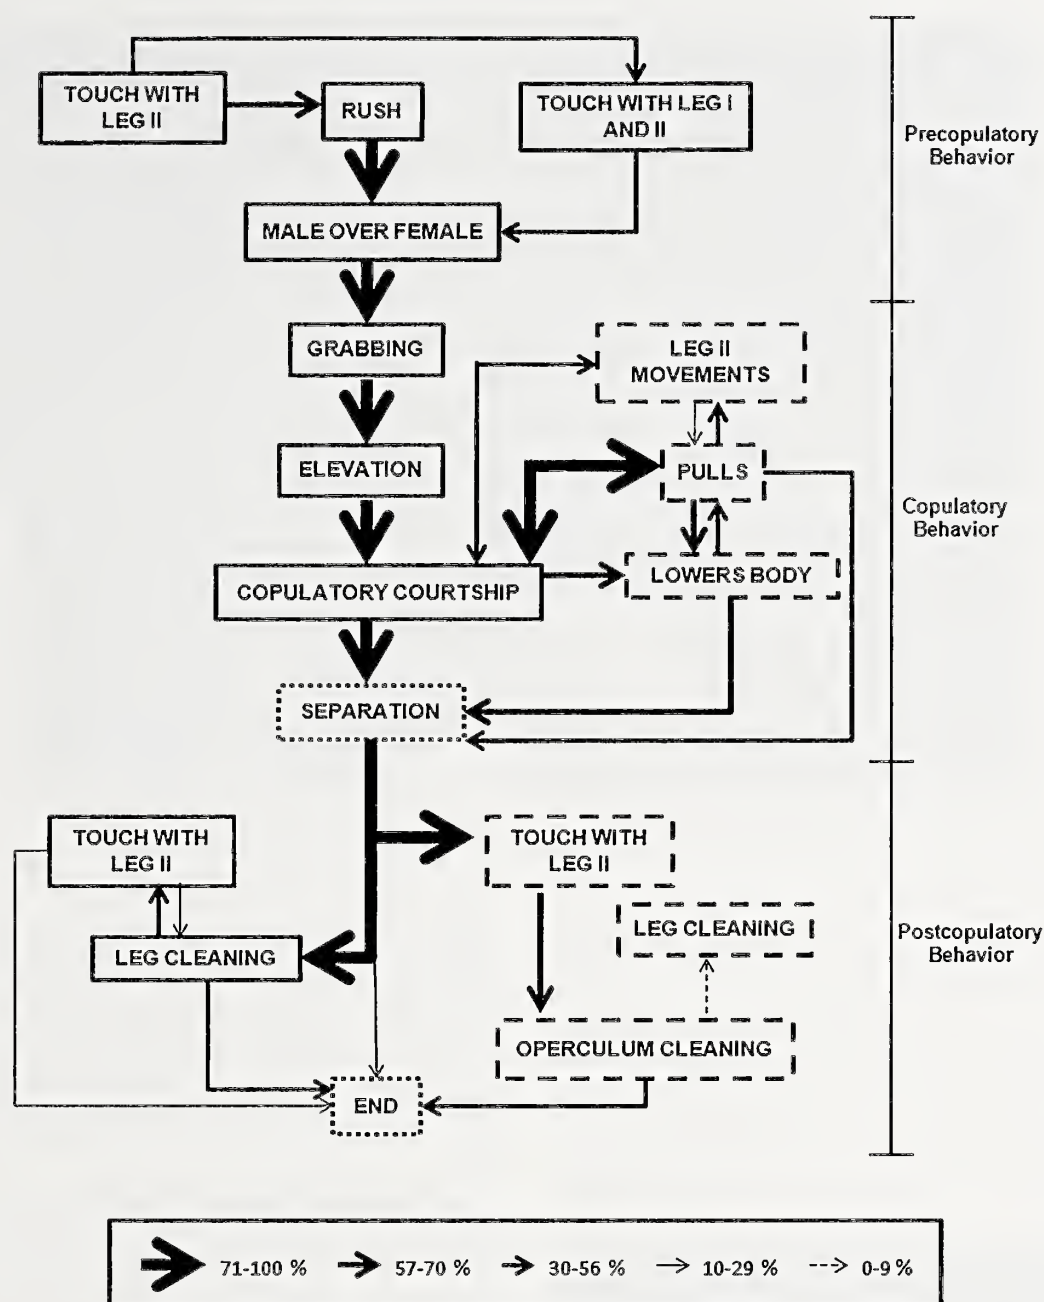 TOUCH WITH
LEG II
RUSH
TOUCH WITH LEG I
AND II
Precopulatory
Behavior
MALE OVER FEMALE
GRABBING
LEG II
MOVEMENTS
ELEVATION
PULLS
Copulatory
Behavior
COPULATORY COURTSHIP
LOWERS BODY
SEPARATION
TOUCH WITH
LEG II
TOUCH WITH
LEG II
LEG CLEANING
LEG CLEANING
Postcopulatory
Behavior
OPERCULUM CLEANING
END
71-100 %
57-70 %
30-56 %
10-29 %
0-9 %